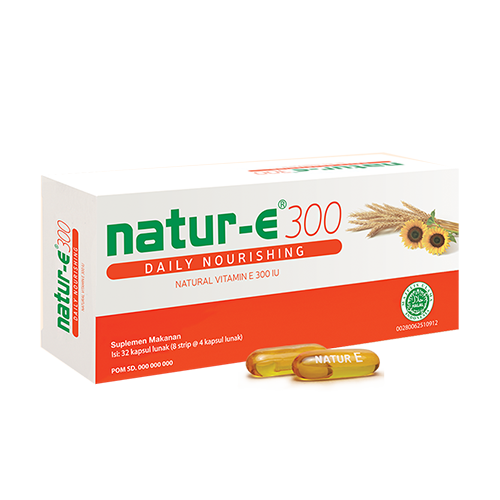 natur-e® 300
DAILY NOURISHING
NATURAL VITAMIN E 300 IU
Suplemen Makanan
Isi: 32 kapsul lunak (8 strip @ 4 kapsul lunak)
POM SD. 000 000 000
HALAL
00280062510912
natur-e 300
DAILY NOURISHING
NATUR E